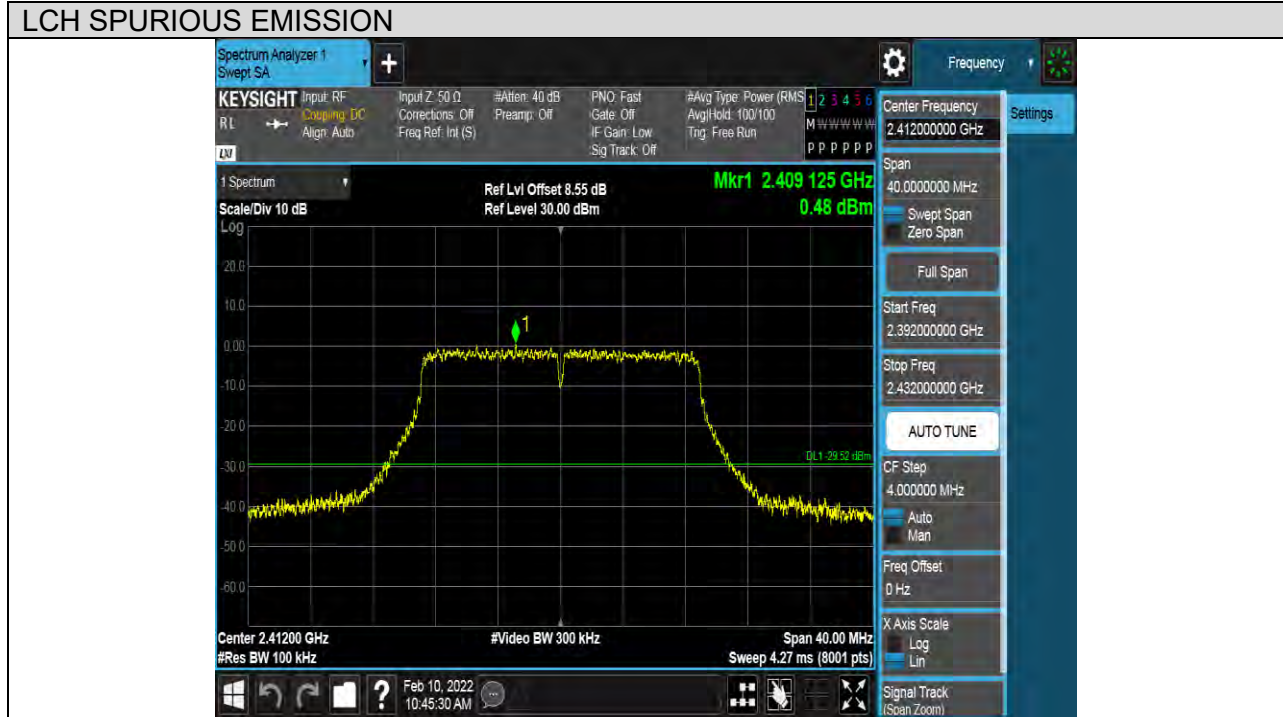 LCH SPURIOUS EMISSION
Spectrum Analyzer 1
Swept SA
+
Frequency
KEYSIGHT
RL
LXI
Input: RF
Coupling: DC
Align: Auto
Input Z: 50 Ω
Corrections: Off
Freq Ref: Int (S)
#Atten: 40 dB
Preamp: Off
PNO: Fast
Gate: Off
IF Gain: Low
Sig Track: Off
#Avg Type: Power (RMS
Avg|Hold: 100/100
Trig: Free Run
1 2 3 4 5 6
M W W W W W
P P P P P P
1 Spectrum
Scale/Div 10 dB
Ref Lvl Offset 8.55 dB
Ref Level 30.00 dBm
Mkr1 2.409 125 GHz
0.48 dBm
Log
20.0
10.0
0.00
-10.0
-20.0
-30.0
-40.0
-50.0
-60.0
1
DL1 -29.52 dBm
Center 2.41200 GHz
#Res BW 100 kHz
#Video BW 300 kHz
Span 40.00 MHz
Sweep 4.27 ms (8001 pts)
Center Frequency
2.412000000 GHz
Settings
Span
40.0000000 MHz
Swept Span
Zero Span
Full Span
Start Freq
2.392000000 GHz
Stop Freq
2.432000000 GHz
AUTO TUNE
CF Step
4.000000 MHz
Auto
Man
Freq Offset
0 Hz
X Axis Scale
Log
Lin
Signal Track
(Span Zoom)
?
Feb 10, 2022
10:45:30 AM